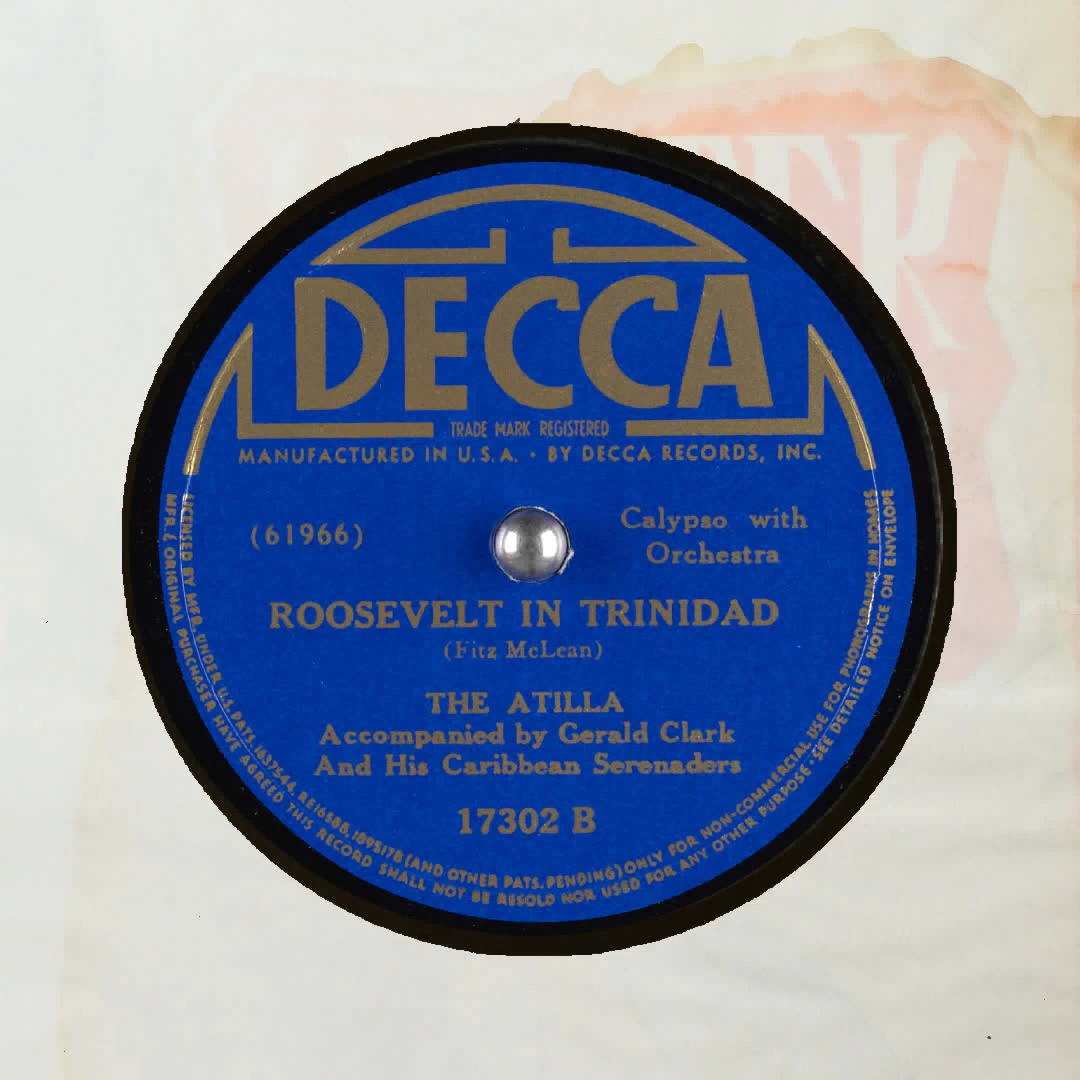 DECCA
TRADE MARK REGISTERED
MANUFACTURED IN U.S.A. • BY DECCA RECORDS, INC.
(61966)
Calypso with
Orchestra
ROOSEVELT IN TRINIDAD
(Fitz McLean)
THE ATILLA
Accompanied by Gerald Clark
And His Caribbean Serenaders
17302 B
LICENSED BY MFR. UNDER U.S. PATS. 1637544, RE16588, 1895178 (AND OTHER PATS. PENDING) ONLY FOR NON-COMMERCIAL USE FOR PHONOGRAPHS IN HOMES
MFR. & ORIGINAL PURCHASER HAVE AGREED THIS RECORD SHALL NOT BE RESOLD NOR USED FOR ANY OTHER PURPOSE • SEE DETAILED NOTICE ON ENVELOPE